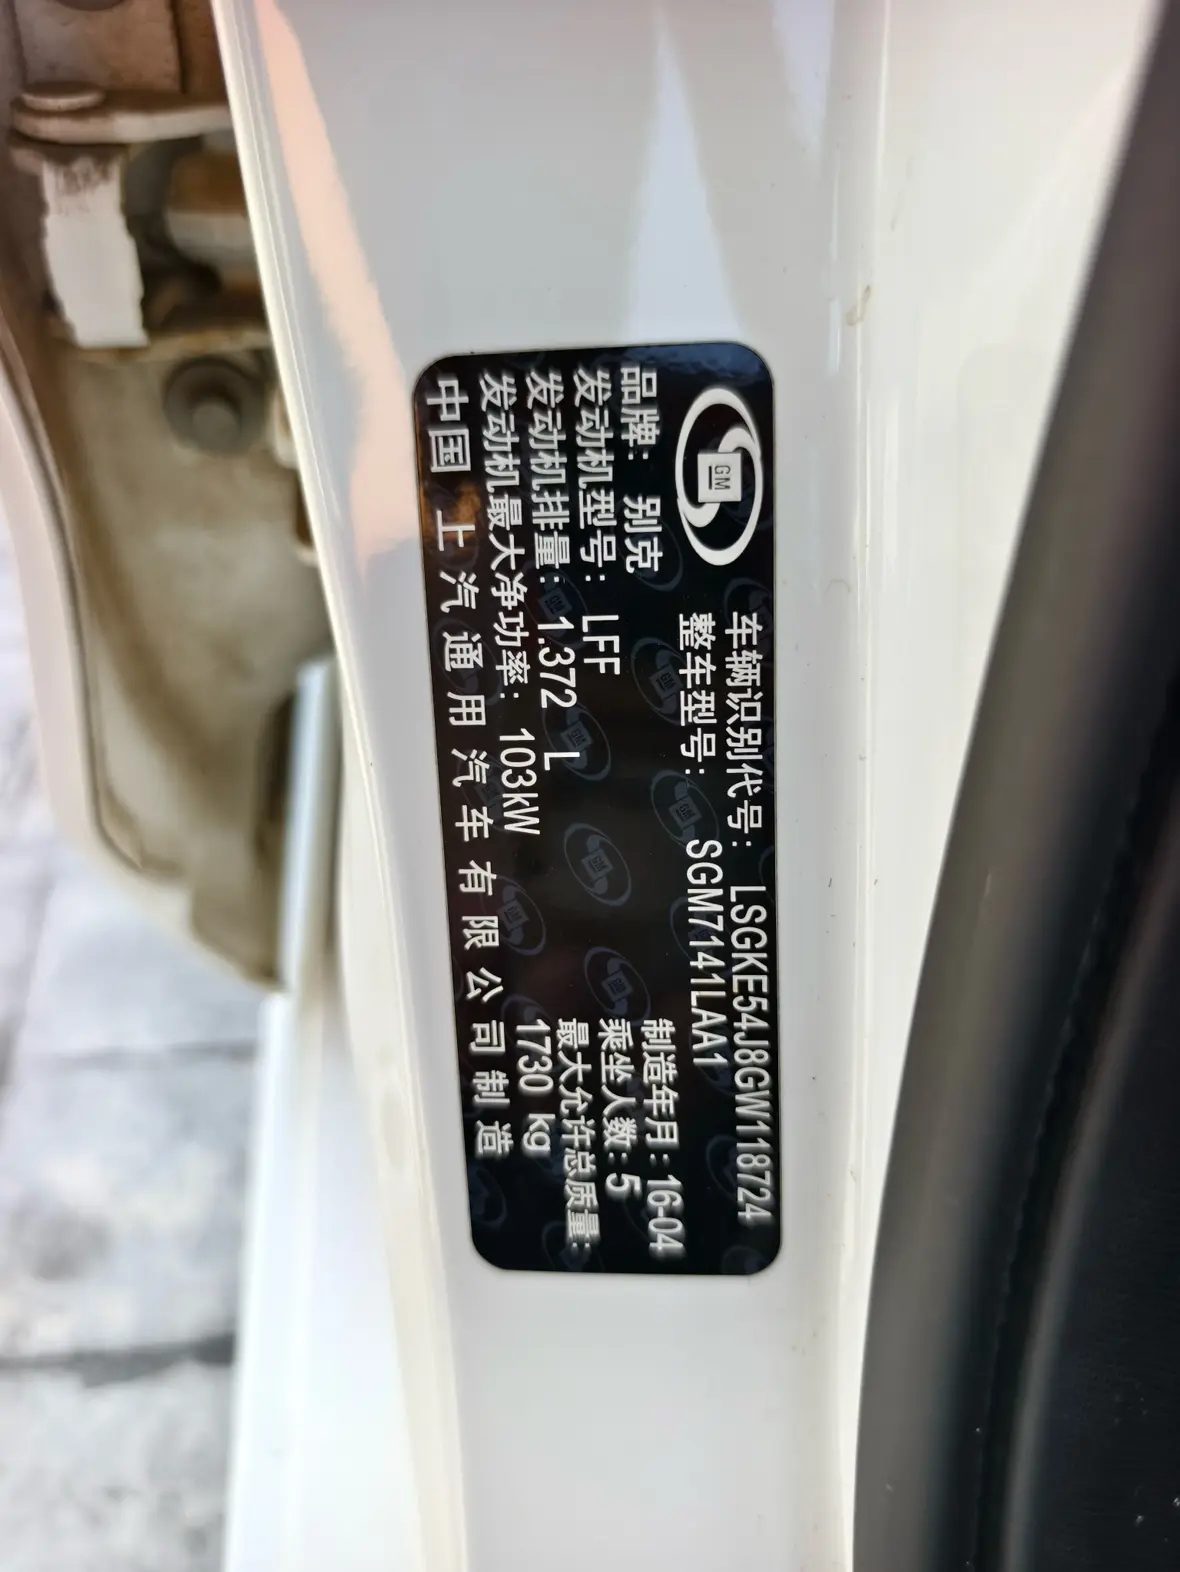 GM
车辆识别代号：LSGKE54J8GW118724
整车型号：SGM7141LAA1
品牌：别克
发动机型号：LFF
发动机排量：1.372 L
发动机最大净功率：103kW
制造年月：16-04
乘坐人数：5
最大允许总质量：
1730 kg
中国 上汽通用汽车有限公司制造